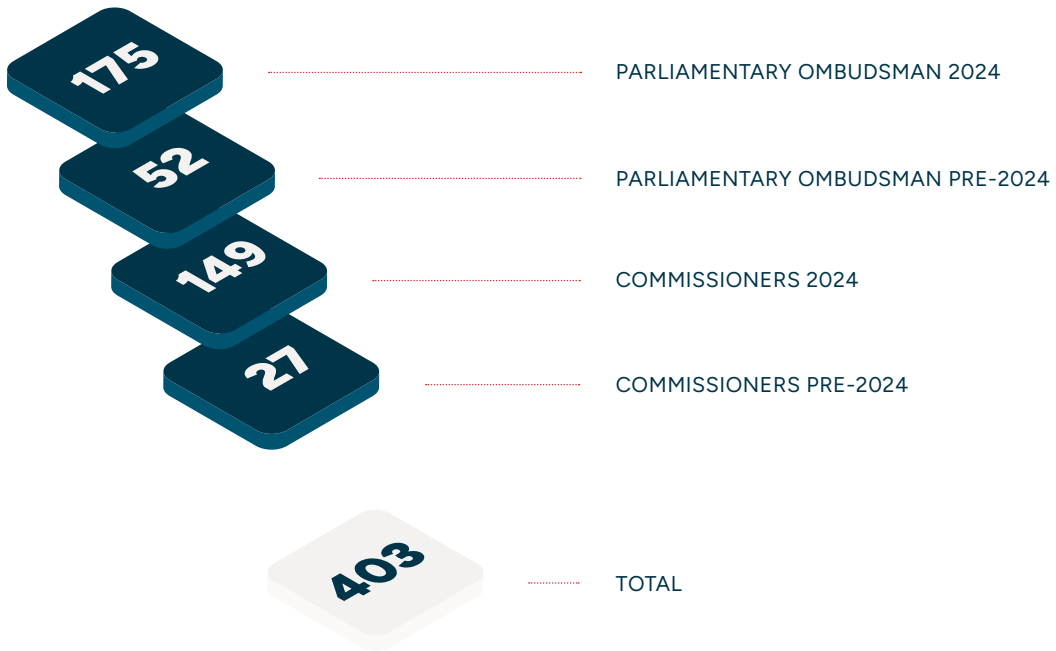 175 PARLIAMENTARY OMBUDSMAN 2024
52 PARLIAMENTARY OMBUDSMAN PRE-2024
149 COMMISSIONERS 2024
27 COMMISSIONERS PRE-2024
403 TOTAL